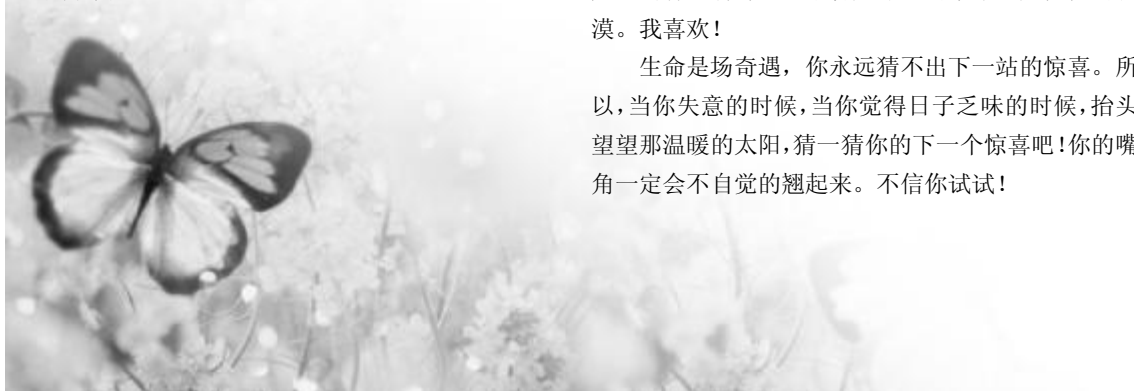 漠。我喜欢!
生命是场奇遇，你永远猜不出下一站的惊喜。所
以,当你失意的时候,当你觉得日子乏味的时候,抬头
望望那温暖的太阳,猜一猜你的下一个惊喜吧!你的嘴
角一定会不自觉的翘起来。不信你试试!